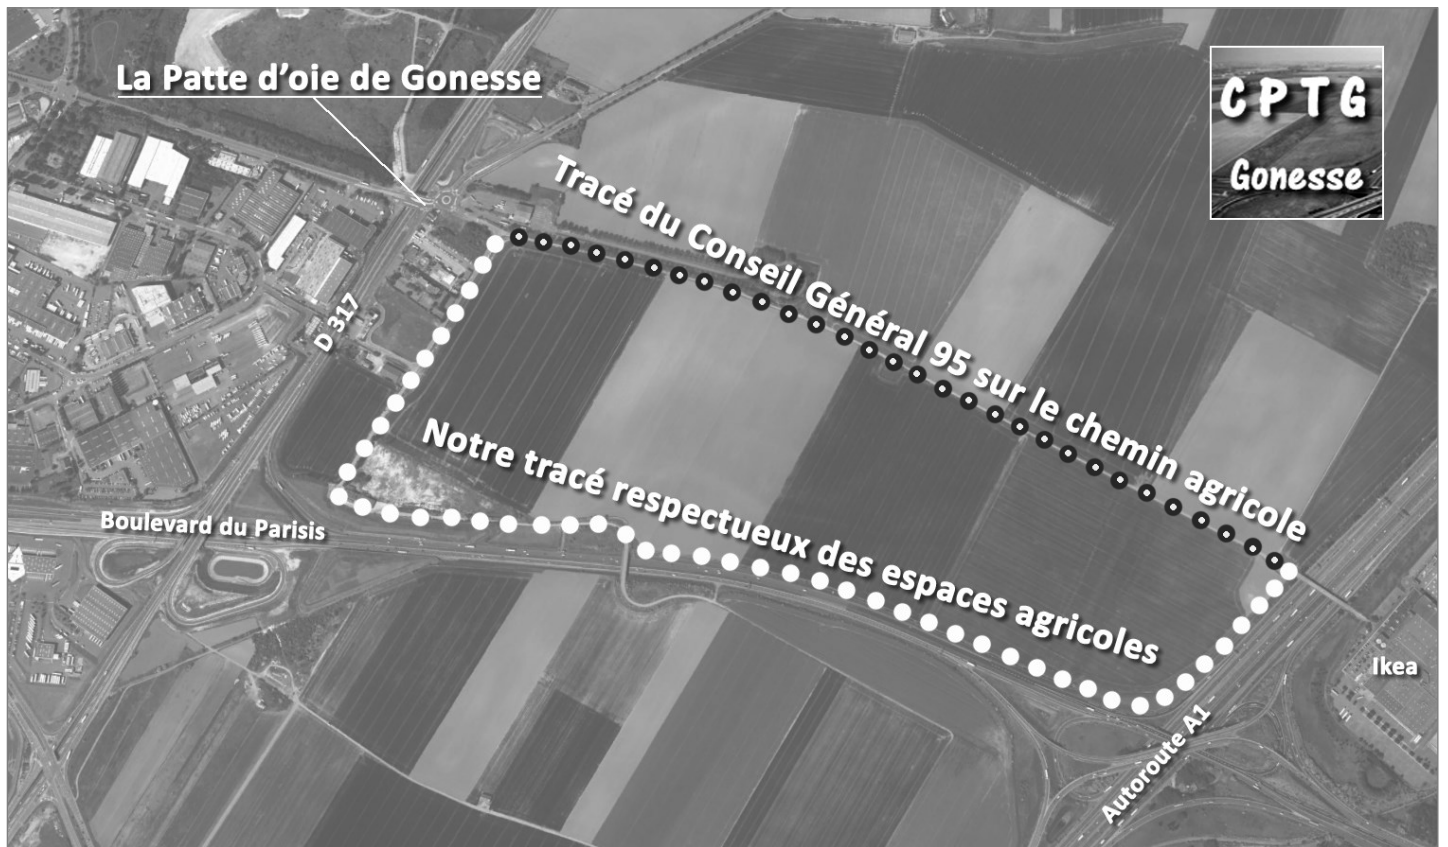 La Patte d'oie de Gonesse
C P T G
Gonesse
Tracé du Conseil Général 95 sur le chemin agricole
D 317
Notre tracé respectueux des espaces agricoles
Boulevard du Parisis
Ikea
Autoroute A1